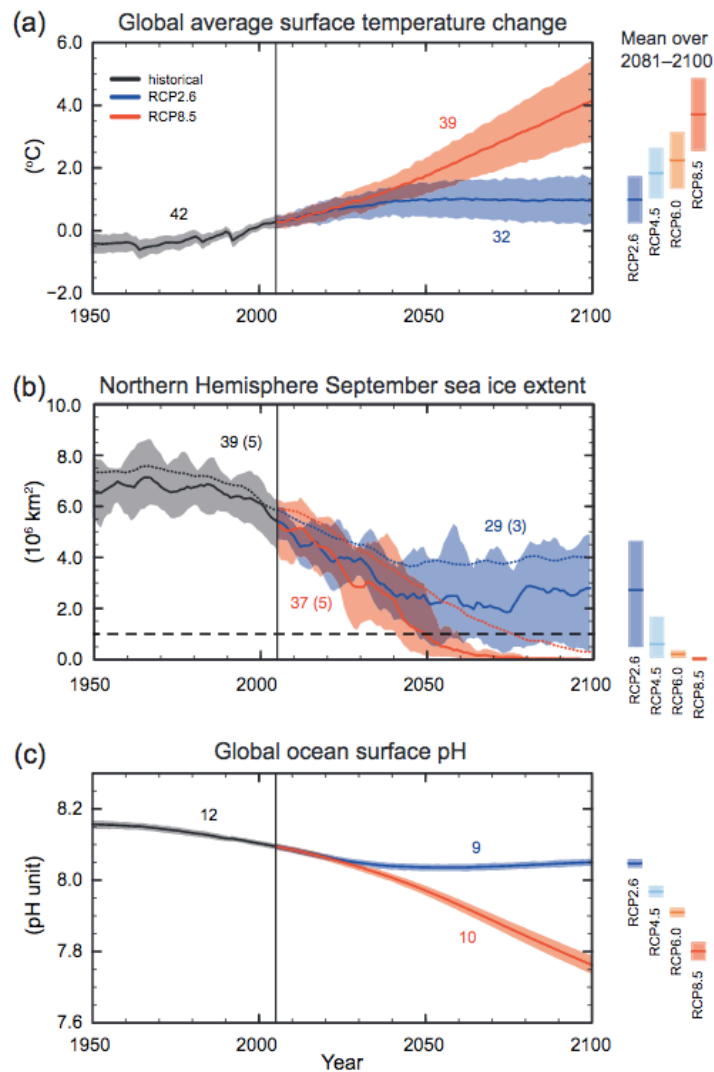 (a) Global average surface temperature change
Mean over
2081–2100
6.0
4.0
2.0
0.0
−2.0
(°C)
historical
RCP2.6
RCP8.5
42
39
32
1950 2000 2050 2100
RCP2.6
RCP4.5
RCP6.0
RCP8.5
(b) Northern Hemisphere September sea ice extent
10.0
8.0
6.0
4.0
2.0
0.0
(10⁶ km²)
39 (5)
29 (3)
37 (5)
1950 2000 2050 2100
RCP2.6
RCP4.5
RCP6.0
RCP8.5
(c) Global ocean surface pH
8.2
8.0
7.8
7.6
(pH unit)
12
9
10
1950 2000 2050 2100
Year
RCP2.6
RCP4.5
RCP6.0
RCP8.5